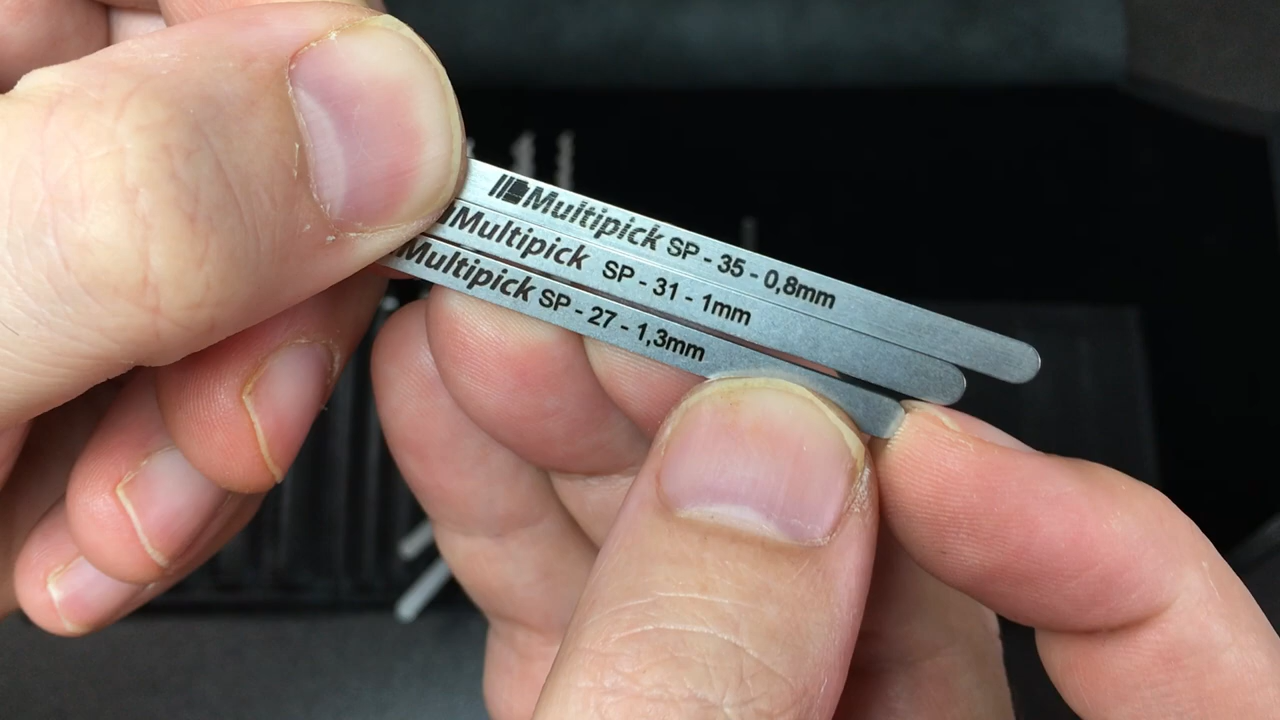 Multipick SP - 35 - 0,8mm
Multipick SP - 31 - 1mm
Multipick SP - 27 - 1,3mm